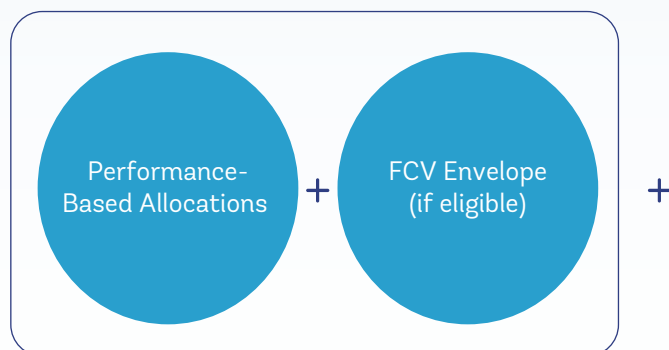 Performance-
Based Allocations
+
FCV Envelope
(if eligible)
+